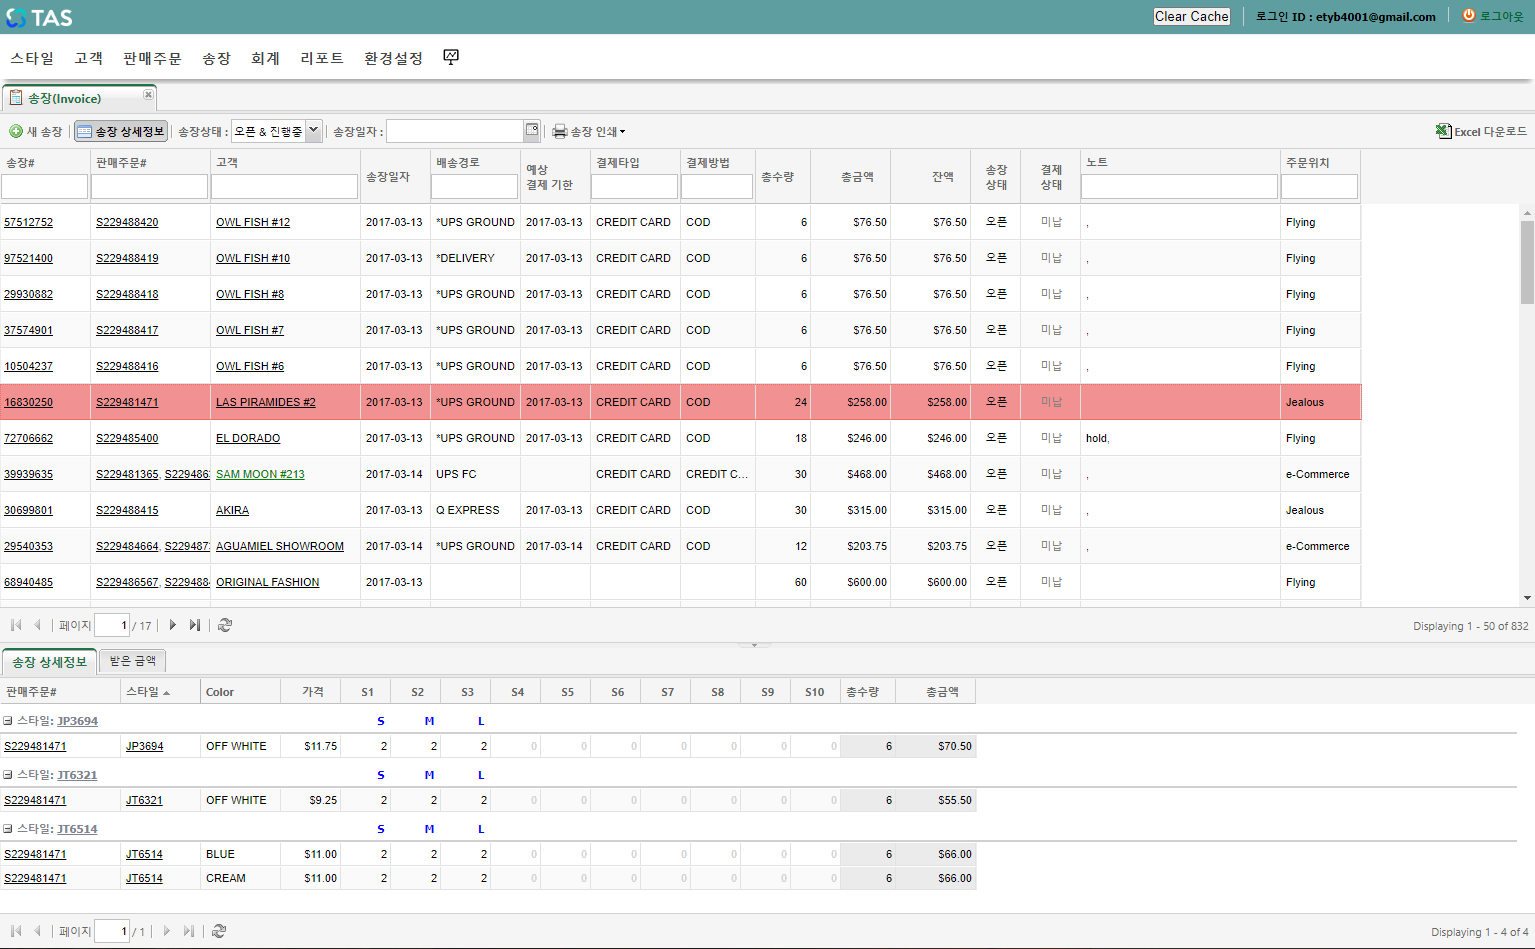 TAS
Clear Cache 로그인 ID : etyb4001@gmail.com 로그아웃
스타일 고객 판매주문 송장 회계 리포트 환경설정
송장(Invoice)
새 송장 송장 상세정보 송장상태 : 오픈 & 진행중 송장일자 : 송장 인쇄 Excel 다운로드
송장# 판매주문# 고객 송장일자 배송경로 예상 결제 기한 결제타입 결제방법 총수량 총금액 잔액 송장 상태 결제 상태 노트 주문위치
57512752 S229488420 OWL FISH #12 2017-03-13 *UPS GROUND 2017-03-13 CREDIT CARD COD 6 $76.50 $76.50 오픈 미납 , Flying
97521400 S229488419 OWL FISH #10 2017-03-13 *DELIVERY 2017-03-13 CREDIT CARD COD 6 $76.50 $76.50 오픈 미납 , Flying
29930882 S229488418 OWL FISH #8 2017-03-13 *UPS GROUND 2017-03-13 CREDIT CARD COD 6 $76.50 $76.50 오픈 미납 , Flying
37574901 S229488417 OWL FISH #7 2017-03-13 *UPS GROUND 2017-03-13 CREDIT CARD COD 6 $76.50 $76.50 오픈 미납 , Flying
10504237 S229488416 OWL FISH #6 2017-03-13 *UPS GROUND 2017-03-13 CREDIT CARD COD 6 $76.50 $76.50 오픈 미납 , Flying
16830250 S229481471 LAS PIRAMIDES #2 2017-03-13 *UPS GROUND 2017-03-13 CREDIT CARD COD 24 $258.00 $258.00 오픈 미납 Jealous
72706662 S229485400 EL DORADO 2017-03-13 *UPS GROUND 2017-03-13 CREDIT CARD COD 18 $246.00 $246.00 오픈 미납 hold, Flying
39939635 S229481365, S229486 SAM MOON #213 2017-03-14 UPS FC CREDIT CARD CREDIT C... 30 $468.00 $468.00 오픈 미납 , e-Commerce
30699801 S229488415 AKIRA 2017-03-13 Q EXPRESS 2017-03-13 CREDIT CARD COD 30 $315.00 $315.00 오픈 미납 , Jealous
29540353 S229484664, S229487 AGUAMIEL SHOWROOM 2017-03-14 *UPS GROUND 2017-03-14 CREDIT CARD COD 12 $203.75 $203.75 오픈 미납 , e-Commerce
68940485 S229486567, S229488 ORIGINAL FASHION 2017-03-13 60 $600.00 $600.00 오픈 미납 Flying
페이지 1 / 17 Displaying 1 - 50 of 832
송장 상세정보 받은 금액
판매주문# 스타일 Color 가격 S1 S2 S3 S4 S5 S6 S7 S8 S9 S10 총수량 총금액
스타일: JP3694 S M L
S229481471 JP3694 OFF WHITE $11.75 2 2 2 0 0 0 0 0 0 0 6 $70.50
스타일: JT6321 S M L
S229481471 JT6321 OFF WHITE $9.25 2 2 2 0 0 0 0 0 0 0 6 $55.50
스타일: JT6514 S M L
S229481471 JT6514 BLUE $11.00 2 2 2 0 0 0 0 0 0 0 6 $66.00
S229481471 JT6514 CREAM $11.00 2 2 2 0 0 0 0 0 0 0 6 $66.00
페이지 1 / 1 Displaying 1 - 4 of 4